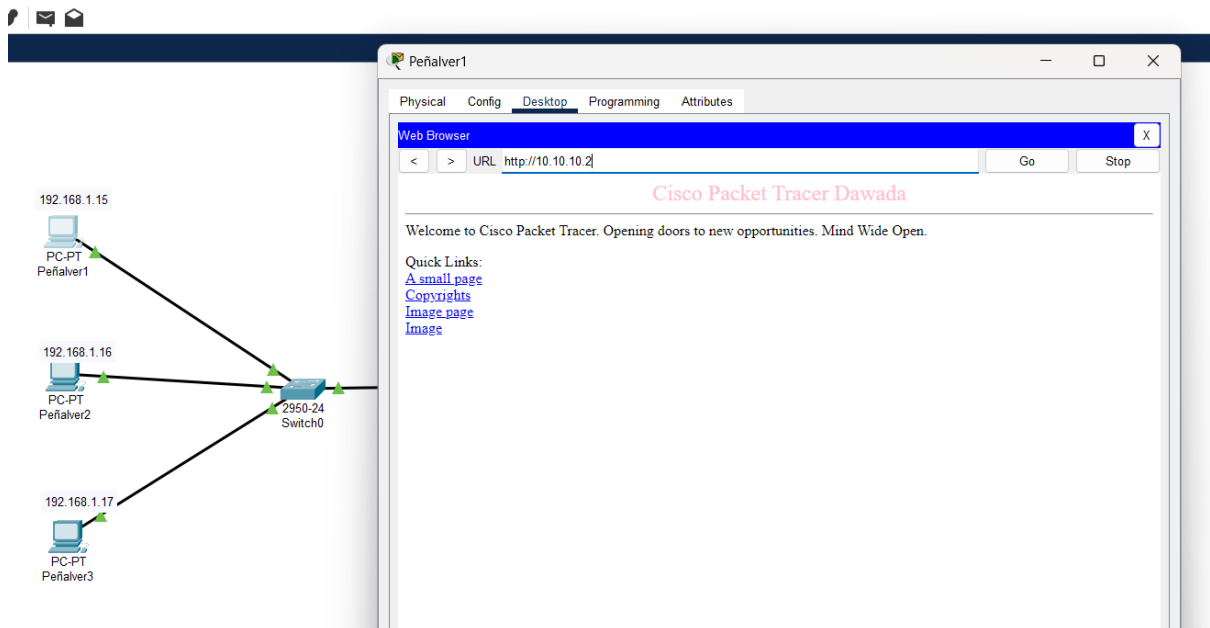 192.168.1.15
PC-PT
Peñalver1
192.168.1.16
PC-PT
Peñalver2
2950-24
Switch0
192.168.1.17
PC-PT
Peñalver3
Peñalver1
Physical Config Desktop Programming Attributes
Web Browser X
< > URL http://10.10.10.2 Go Stop
Cisco Packet Tracer Dawada
Welcome to Cisco Packet Tracer. Opening doors to new opportunities. Mind Wide Open.
Quick Links:
A small page
Copyrights
Image page
Image